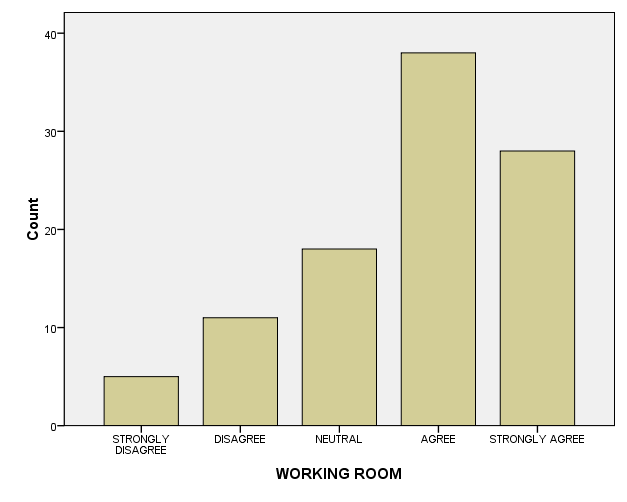 40
30
20
10
0
Count
STRONGLY
DISAGREE
DISAGREE
NEUTRAL
AGREE
STRONGLY AGREE
WORKING ROOM